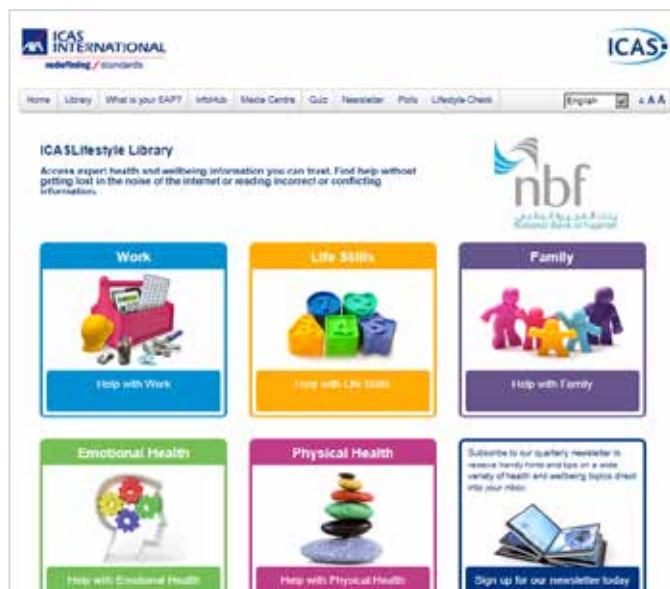 AXA ICAS
INTERNATIONAL
redefining / standards
ICAS
Home Library What is your EAP? InfoHub Media Centre Quiz Newsletter Polls Lifestyle Check English A A A
ICASLifestyle Library
Access expert health and wellbeing information you can trust. Find help without
getting lost in the noise of the internet or reading incorrect or conflicting
information.
nbf
بنك الفجيرة الوطني
National Bank of Fujairah
Work
Life Skills
Family
Help with Work
Help with Life Skills
Help with Family
Emotional Health
Physical Health
Subscribe to our quarterly newsletter to
receive handy hints and tips on a wide
variety of health and wellbeing topics direct
into your inbox.
Help with Emotional Health
Help with Physical Health
Sign up for our newsletter today